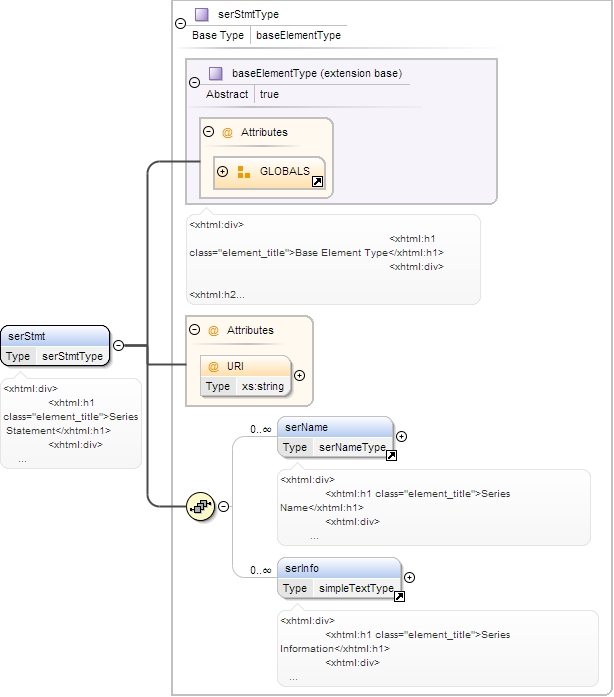 serStmtType
Base Type baseElementType
baseElementType (extension base)
Abstract true
@ Attributes
GLOBALS
<xhtml:div>
<xhtml:h1
class="element_title">Base Element Type</xhtml:h1>
<xhtml:div>
<xhtml:h2...
serStmt
Type serStmtType
<xhtml:div>
<xhtml:h1
class="element_title">Series
Statement</xhtml:h1>
<xhtml:div>
...
@ Attributes
@ URI
Type xs:string
0..∞
serName
Type serNameType
<xhtml:div>
<xhtml:h1 class="element_title">Series
Name</xhtml:h1>
<xhtml:div>
...
0..∞
serInfo
Type simpleTextType
<xhtml:div>
<xhtml:h1 class="element_title">Series
Information</xhtml:h1>
<xhtml:div>
...